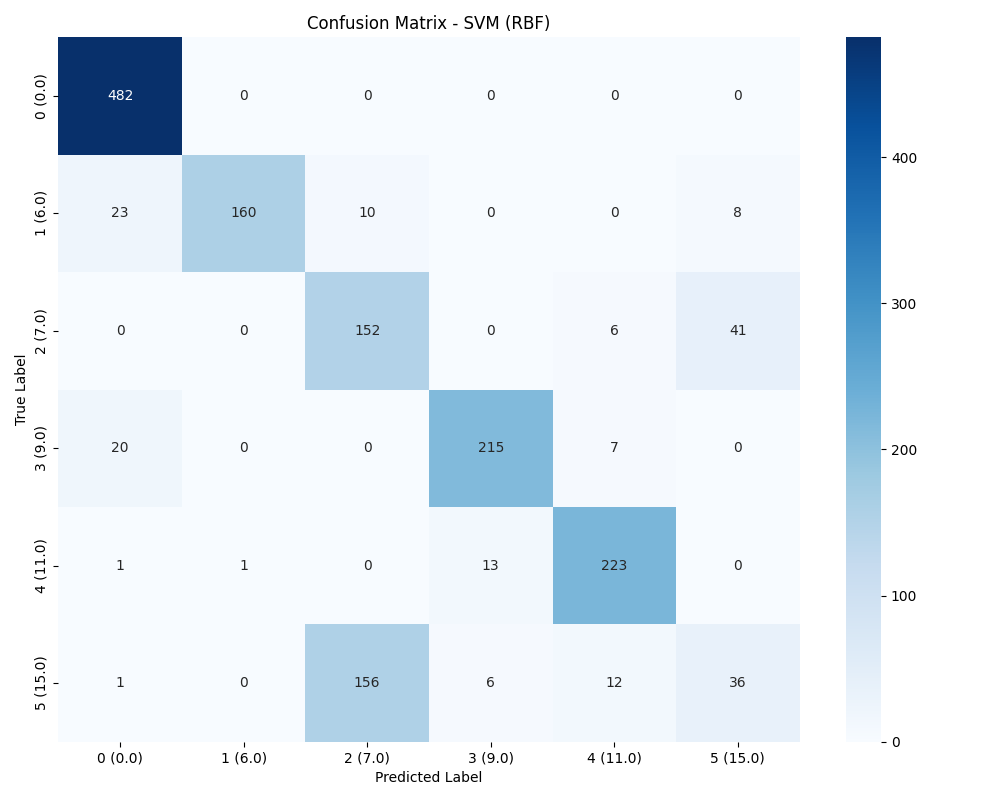 Confusion Matrix - SVM (RBF)
True Label
0 (0.0)
482 0 0 0 0 0
1 (6.0)
23 160 10 0 0 8
2 (7.0)
0 0 152 0 6 41
3 (9.0)
20 0 0 215 7 0
4 (11.0)
1 1 0 13 223 0
5 (15.0)
1 0 156 6 12 36
0 (0.0) 1 (6.0) 2 (7.0) 3 (9.0) 4 (11.0) 5 (15.0)
Predicted Label
400
300
200
100
0